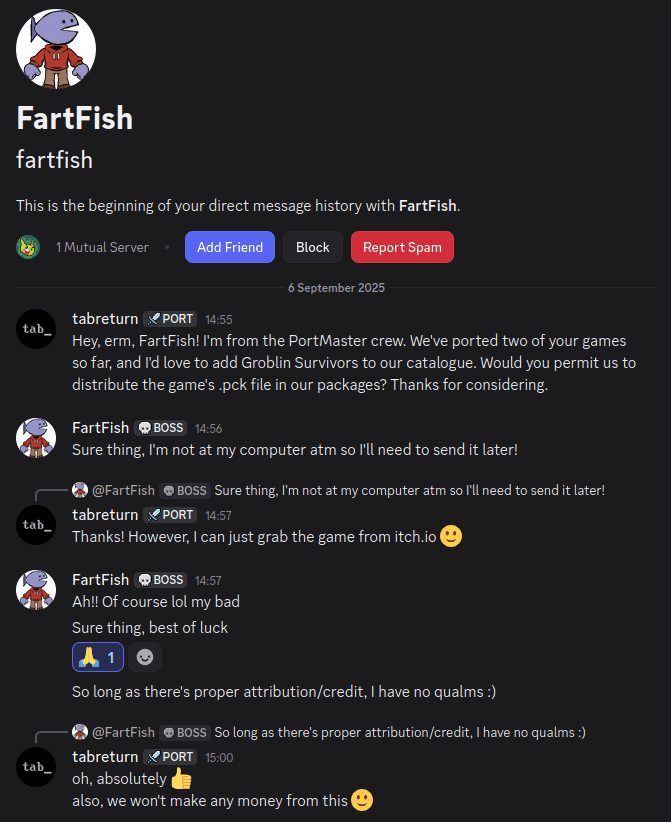 FartFish
fartfish
This is the beginning of your direct message history with FartFish.
1 Mutual Server • Add Friend Block Report Spam
6 September 2025
tab_ tabreturn PORT 14:55
Hey, erm, FartFish! I'm from the PortMaster crew. We've ported two of your games
so far, and I'd love to add Groblin Survivors to our catalogue. Would you permit us to
distribute the game's .pck file in our packages? Thanks for considering.
FartFish BOSS 14:56
Sure thing, I'm not at my computer atm so I'll need to send it later!
@FartFish BOSS Sure thing, I'm not at my computer atm so I'll need to send it later!
tab_ tabreturn PORT 14:57
Thanks! However, I can just grab the game from itch.io 🙂
FartFish BOSS 14:57
Ah!! Of course lol my bad
Sure thing, best of luck
🙏 1
So long as there's proper attribution/credit, I have no qualms :)
@FartFish BOSS So long as there's proper attribution/credit, I have no qualms :)
tab_ tabreturn PORT 15:00
oh, absolutely 👍
also, we won't make any money from this 🙂